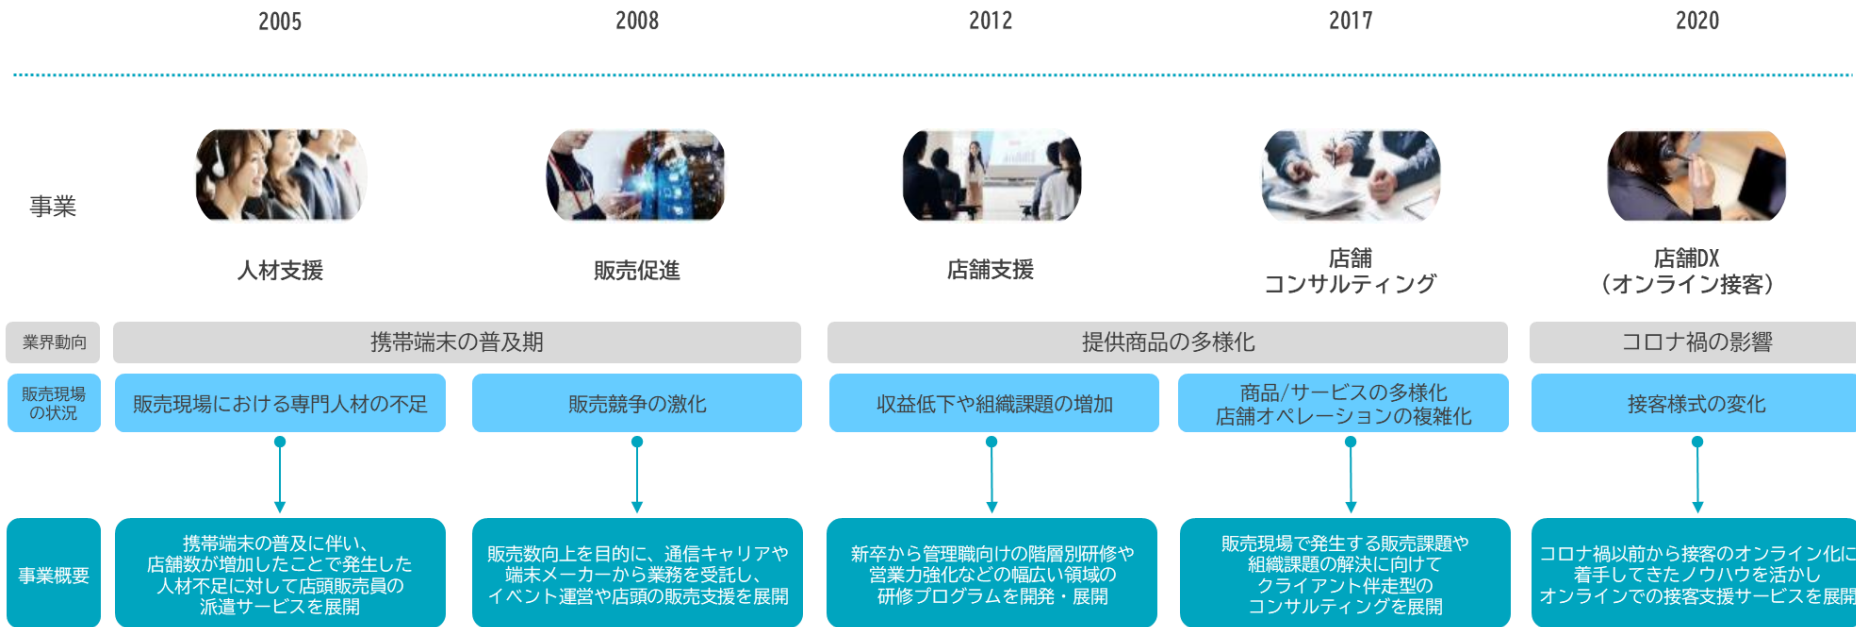 2005
2008
2012
2017
2020
事業
人材支援
販売促進
店舗支援
店舗
コンサルティング
店舗DX
（オンライン接客）
業界動向
携帯端末の普及期
提供商品の多様化
コロナ禍の影響
販売現場
の状況
販売現場における専門人材の不足
販売競争の激化
収益低下や組織課題の増加
商品/サービスの多様化
店舗オペレーションの複雑化
接客様式の変化
事業概要
携帯端末の普及に伴い、
店舗数が増加したことで発生した
人材不足に対して店頭販売員の
派遣サービスを展開
販売数向上を目的に、通信キャリアや
端末メーカーから業務を受託し、
イベント運営や店頭の販売支援を展開
新卒から管理職向けの階層別研修や
営業力強化などの幅広い領域の
研修プログラムを開発・展開
販売現場で発生する販売課題や
組織課題の解決に向けて
クライアント伴走型の
コンサルティングを展開
コロナ禍以前から接客のオンライン化に
着手してきたノウハウを活かし
オンラインでの接客支援サービスを展開